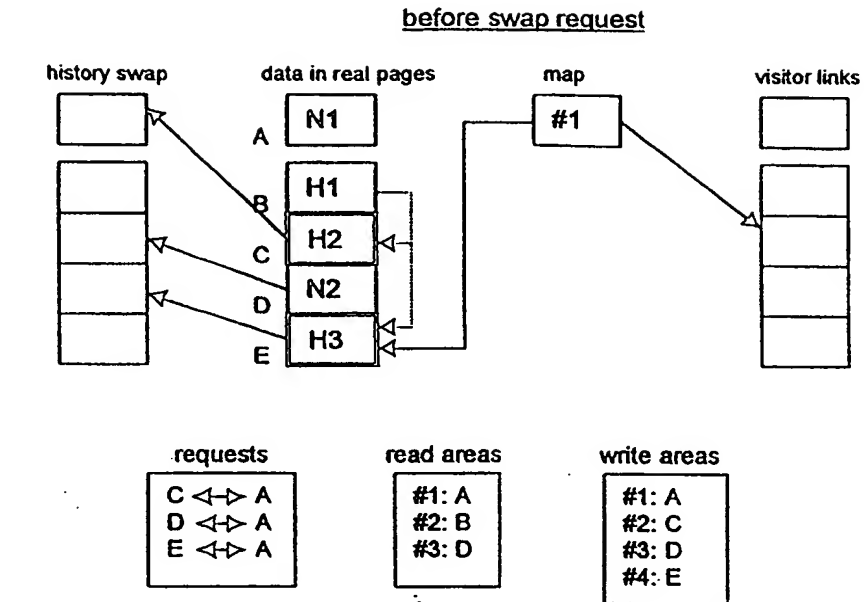 before swap request
history swap
data in real pages
map
visitor links
A
N1
#1
B
H1
C
H2
D
N2
E
H3
requests
read areas
write areas
C <-> A
D <-> A
E <-> A
#1: A
#2: B
#3: D
#1: A
#2: C
#3: D
#4: E